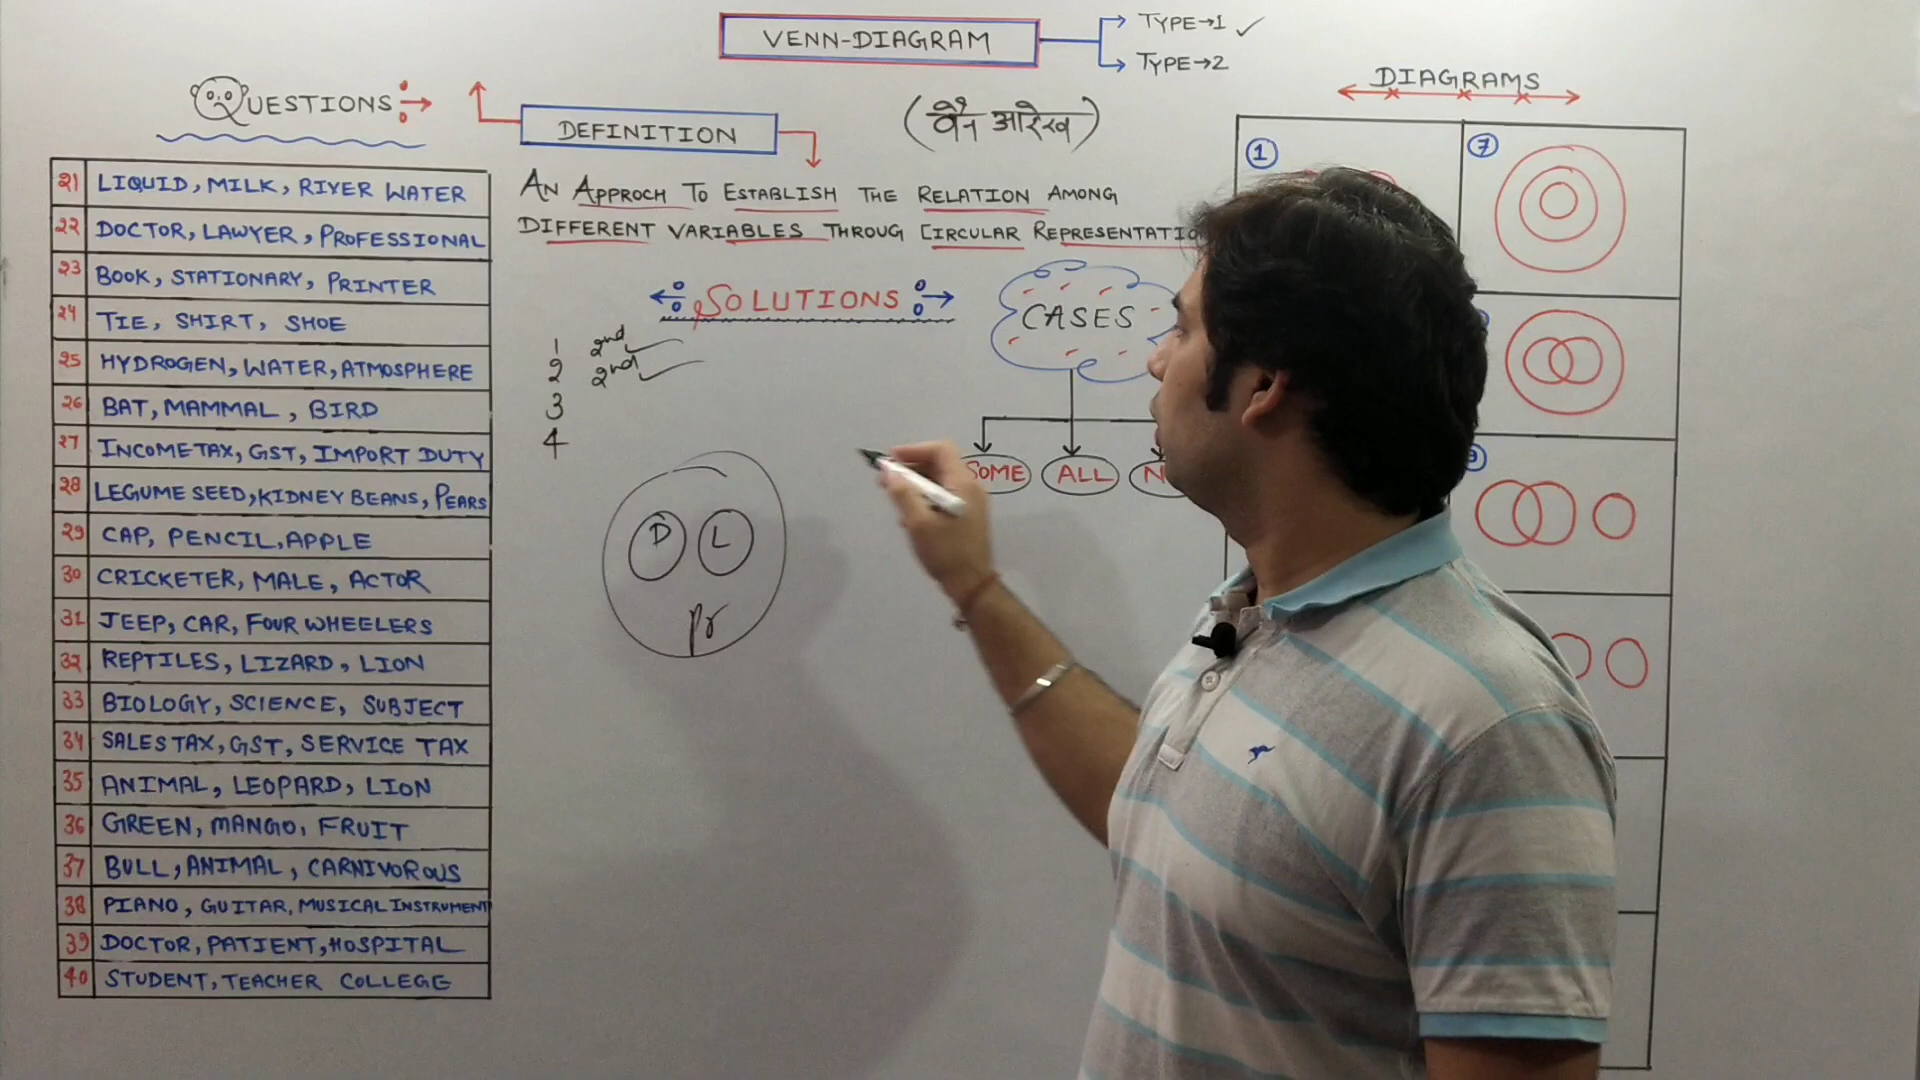 VENN-DIAGRAM
TYPE→1 ✓
TYPE→2
(वैन आरेख)
QUESTIONS
21 LIQUID, MILK, RIVER WATER
22 DOCTOR, LAWYER, PROFESSIONAL
23 BOOK, STATIONARY, PRINTER
24 TIE, SHIRT, SHOE
25 HYDROGEN, WATER, ATMOSPHERE
26 BAT, MAMMAL, BIRD
27 INCOME TAX, GST, IMPORT DUTY
28 LEGUME SEED, KIDNEY BEANS, PEARS
29 CAP, PENCIL, APPLE
30 CRICKETER, MALE, ACTOR
31 JEEP, CAR, FOUR WHEELERS
32 REPTILES, LIZARD, LION
33 BIOLOGY, SCIENCE, SUBJECT
34 SALES TAX, GST, SERVICE TAX
35 ANIMAL, LEOPARD, LION
36 GREEN, MANGO, FRUIT
37 BULL, ANIMAL, CARNIVOROUS
38 PIANO, GUITAR, MUSICAL INSTRUMENT
39 DOCTOR, PATIENT, HOSPITAL
40 STUDENT, TEACHER COLLEGE
DEFINITION
AN APPROCH TO ESTABLISH THE RELATION AMONG
DIFFERENT VARIABLES THROUG CIRCULAR REPRESENTATIO
SOLUTIONS
1 2nd
2 2nd
3
4
D L
Pr
CASES
SOME ALL N
DIAGRAMS
1 7
9